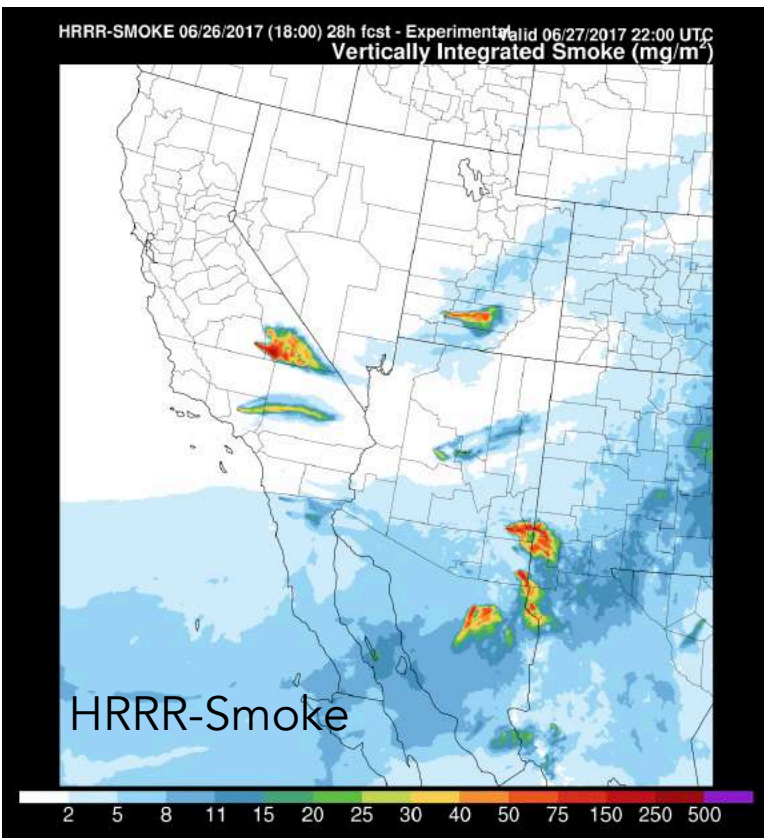 HRRR-SMOKE 06/26/2017 (18:00) 28h fcst - Experimental Valid 06/27/2017 22:00 UTC
Vertically Integrated Smoke (mg/m²)
HRRR-Smoke
2 5 8 11 15 20 25 30 40 50 75 150 250 500